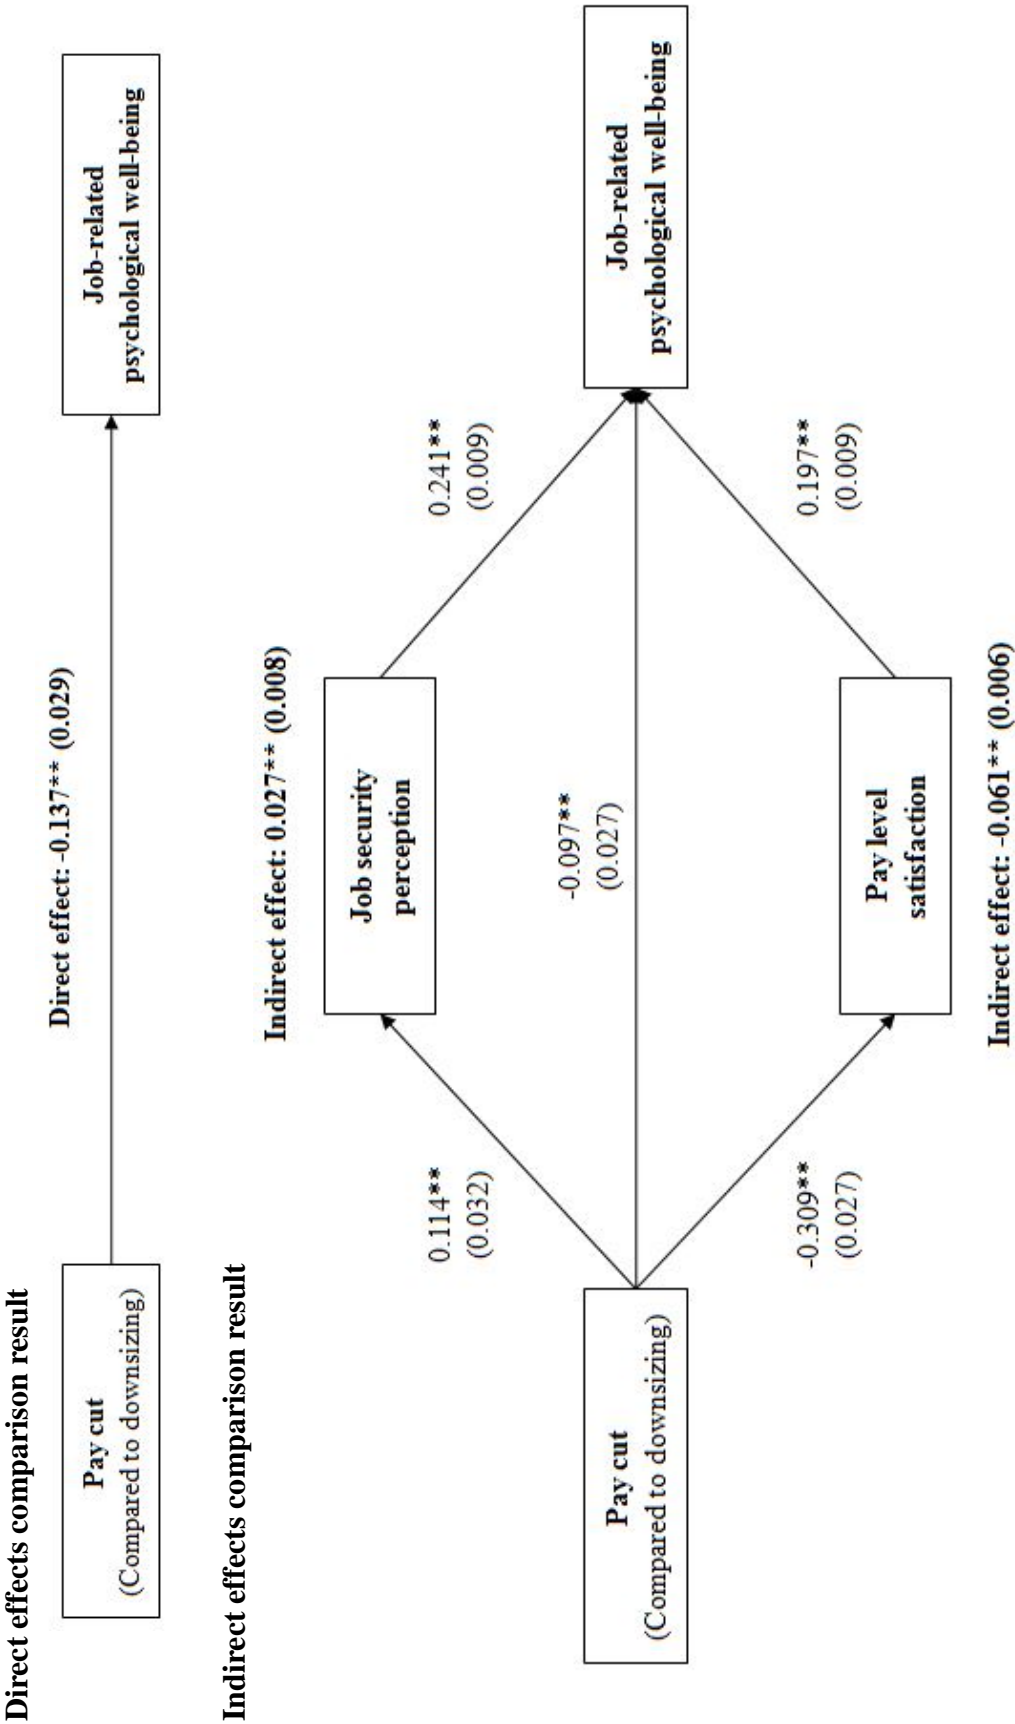 Direct effects comparison result
Direct effect: -0.137** (0.029)
Pay cut
(Compared to downsizing)
Job-related
psychological well-being
Indirect effects comparison result
Indirect effect: 0.027** (0.008)
Job security
perception
0.114**
(0.032)
0.241**
(0.009)
-0.097**
(0.027)
Pay cut
(Compared to downsizing)
Job-related
psychological well-being
-0.309**
(0.027)
0.197**
(0.009)
Pay level
satisfaction
Indirect effect: -0.061** (0.006)